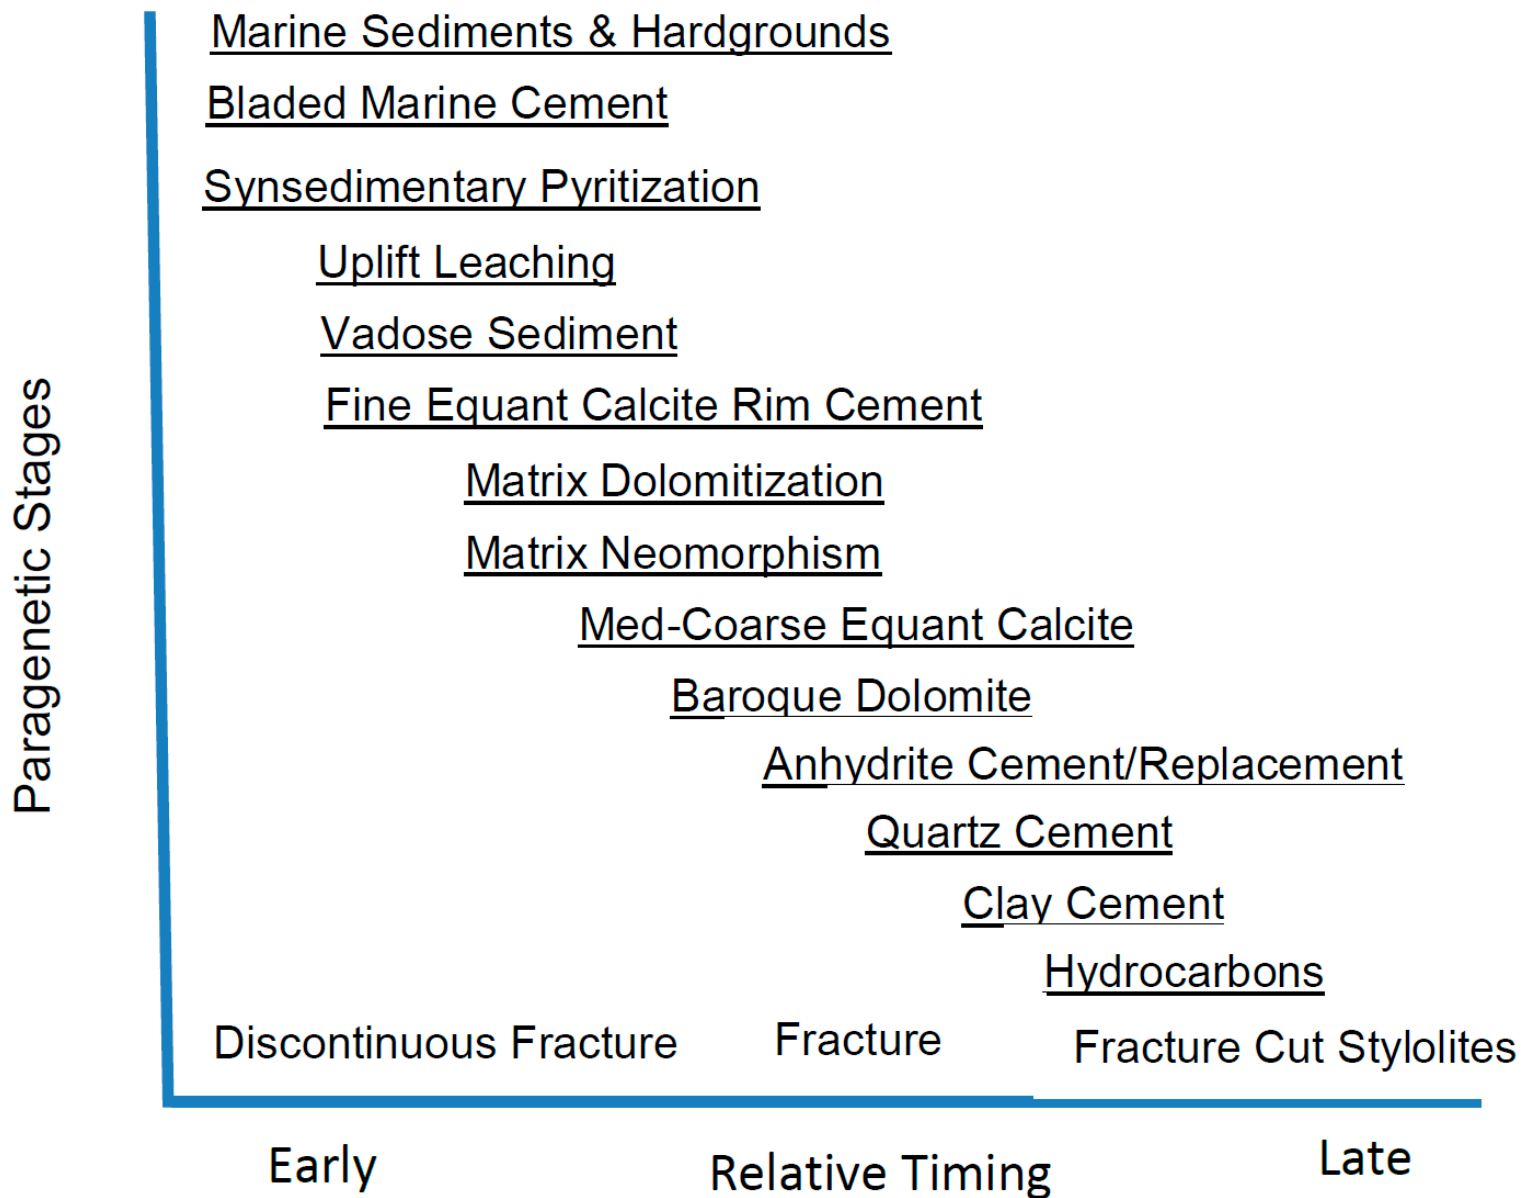 Marine Sediments & Hardgrounds
Bladed Marine Cement
Synsedimentary Pyritization
Uplift Leaching
Vadose Sediment
Fine Equant Calcite Rim Cement
Matrix Dolomitization
Matrix Neomorphism
Med-Coarse Equant Calcite
Baroque Dolomite
Anhydrite Cement/Replacement
Quartz Cement
Clay Cement
Hydrocarbons
Discontinuous Fracture
Fracture
Fracture Cut Stylolites
Paragenetic Stages
Early
Relative Timing
Late